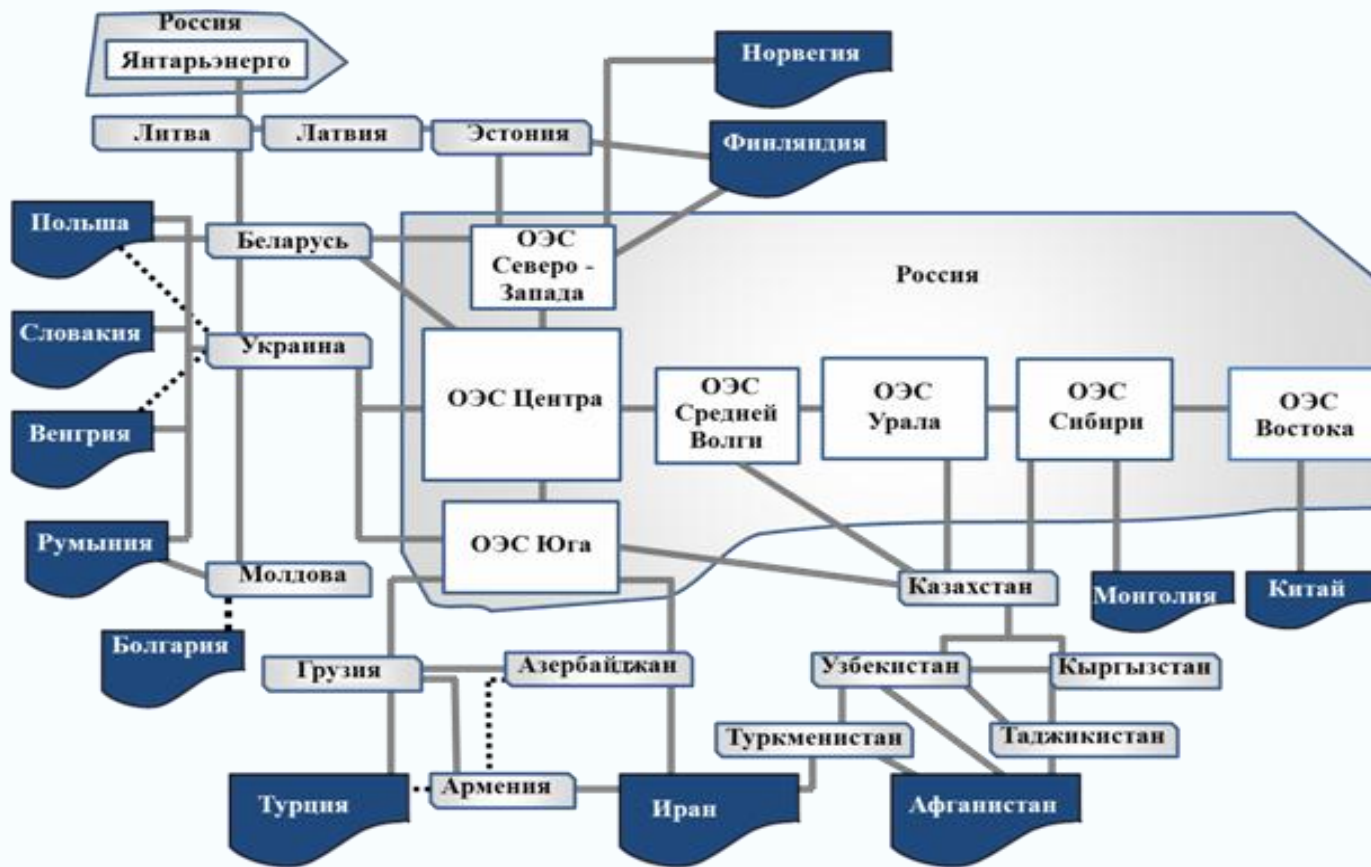 Россия
Янтарьэнерго
Норвегия
Литва
Латвия
Эстония
Финляндия
Польша
Беларусь
ОЭС
Северо -
Запада
Россия
Словакия
Украина
ОЭС Центра
ОЭС
Средней
Волги
ОЭС
Урала
ОЭС
Сибири
ОЭС
Востока
Венгрия
Румыния
ОЭС Юга
Молдова
Казахстан
Монголия
Китай
Болгария
Грузия
Азербайджан
Узбекистан
Кыргызстан
Туркменистан
Таджикистан
Турция
Армения
Иран
Афганистан